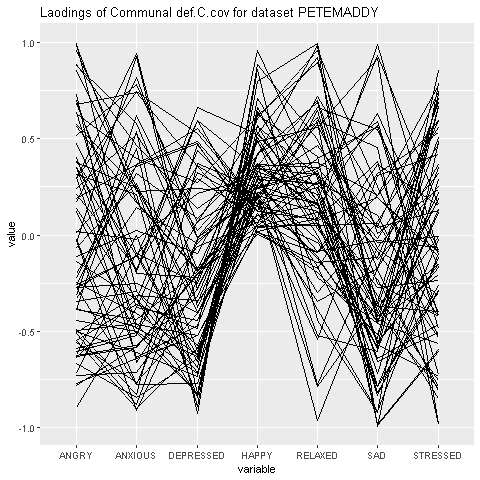 Laodings of Communal def.C.cov for dataset PETEMADDY
1.0
0.5
0.0
-0.5
-1.0
value
ANGRY ANXIOUS DEPRESSED HAPPY RELAXED SAD STRESSED
variable